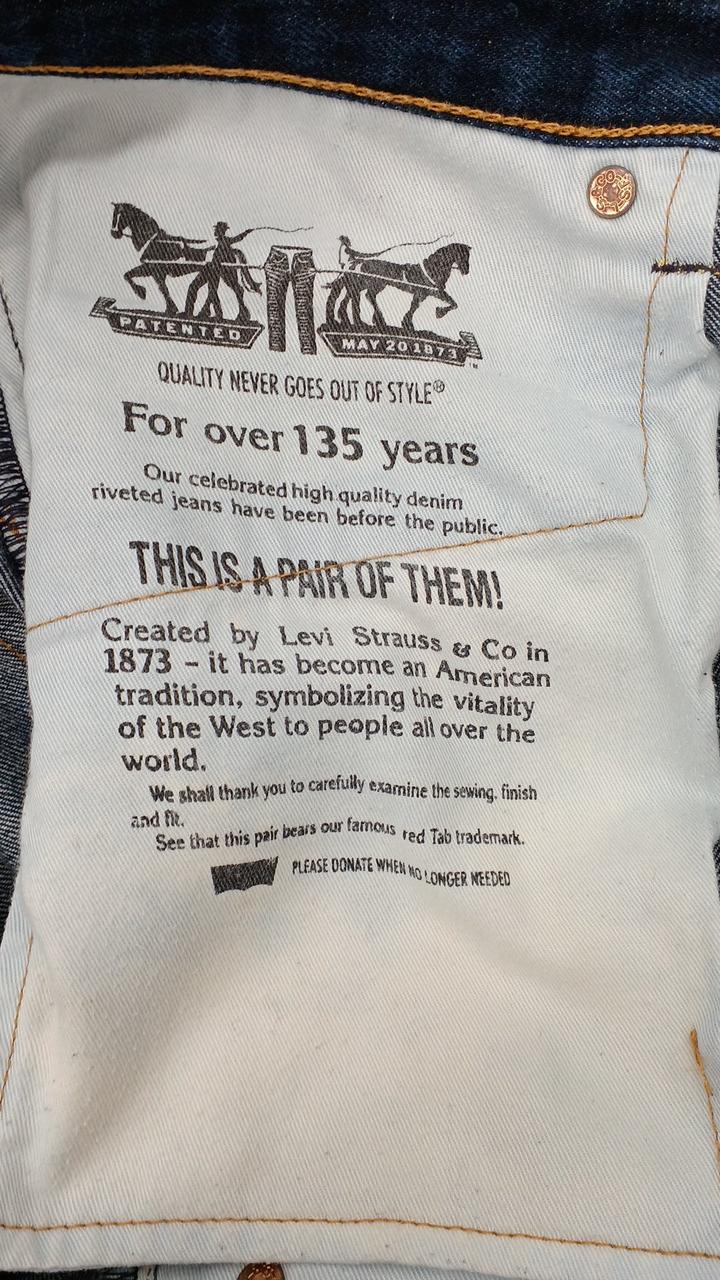 PATENTED
MAY 20 1873 ™
QUALITY NEVER GOES OUT OF STYLE®
For over 135 years
Our celebrated high quality denim
riveted jeans have been before the public.
THIS IS A PAIR OF THEM!
Created by Levi Strauss & Co in
1873 – it has become an American
tradition, symbolizing the vitality
of the West to people all over the
world.
We shall thank you to carefully examine the sewing. finish
and fit.
See that this pair bears our famous red Tab trademark.
PLEASE DONATE WHEN NO LONGER NEEDED